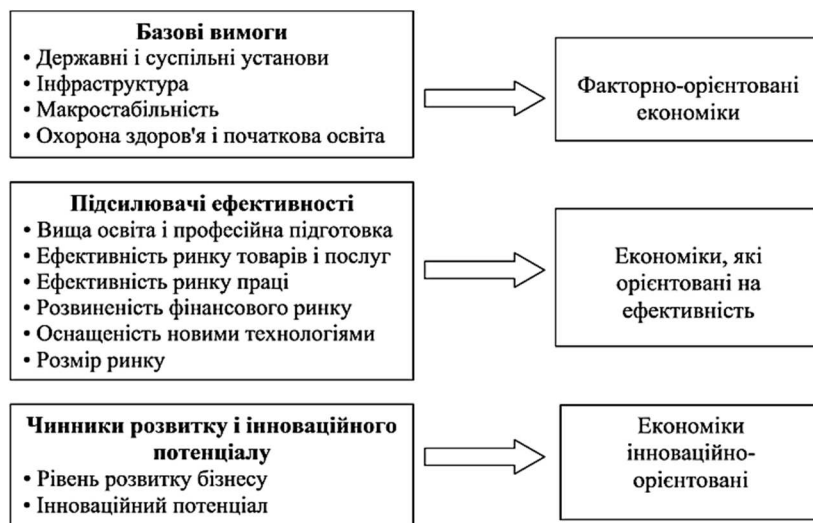 Базові вимоги
• Державні і суспільні установи
• Інфраструктура
• Макростабільність
• Охорона здоров'я і початкова освіта
Факторно-орієнтовані
економіки
Підсилювачі ефективності
• Вища освіта і професійна підготовка
• Ефективність ринку товарів і послуг
• Ефективність ринку праці
• Розвиненість фінансового ринку
• Оснащеність новими технологіями
• Розмір ринку
Економіки, які
орієнтовані на
ефективність
Чинники розвитку і інноваційного
потенціалу
• Рівень розвитку бізнесу
• Інноваційний потенціал
Економіки
інноваційно-
орієнтовані